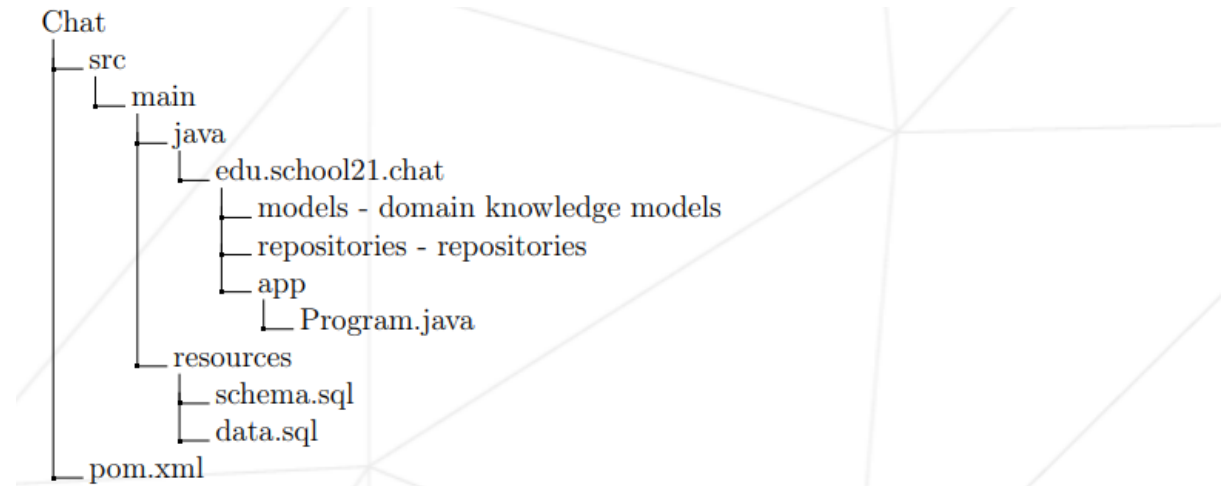 Chat
src
main
java
edu.school21.chat
models - domain knowledge models
repositories - repositories
app
Program.java
resources
schema.sql
data.sql
pom.xml